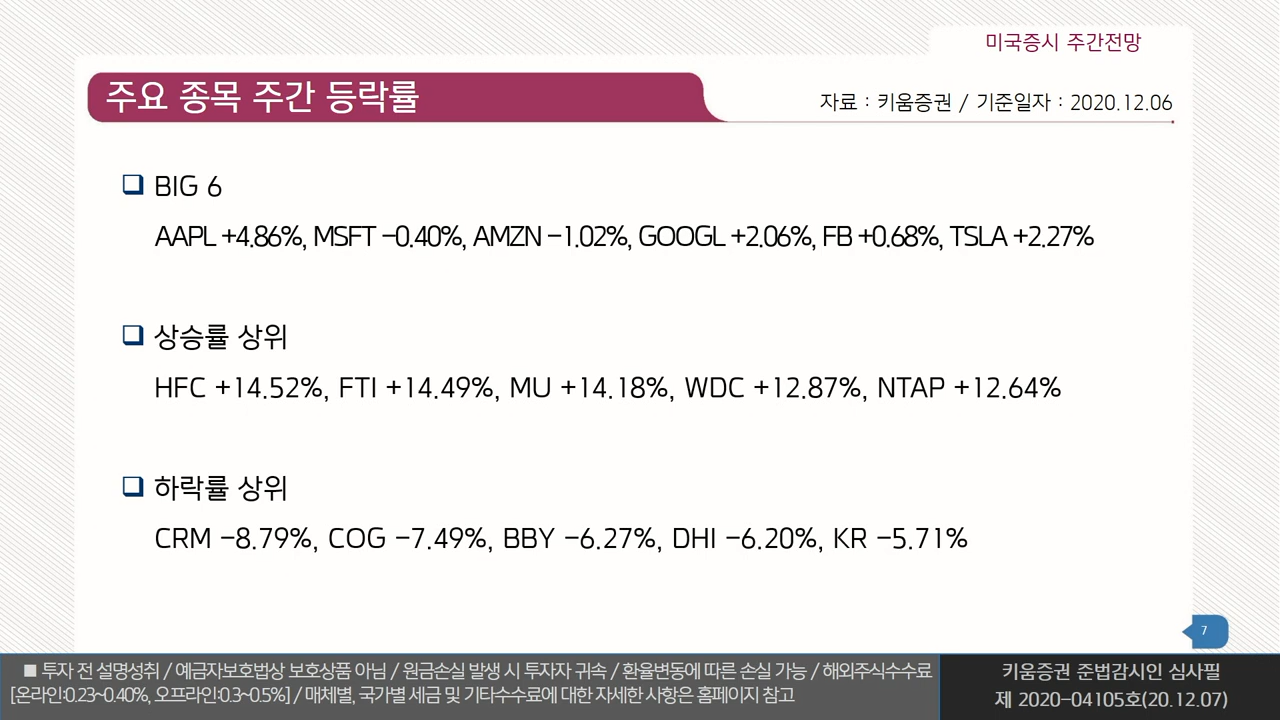 미국증시 주간전망
주요 종목 주간 등락률
자료 : 키움증권 / 기준일자 : 2020.12.06
❑ BIG 6
AAPL +4.86%, MSFT -0.40%, AMZN -1.02%, GOOGL +2.06%, FB +0.68%, TSLA +2.27%
❑ 상승률 상위
HFC +14.52%, FTI +14.49%, MU +14.18%, WDC +12.87%, NTAP +12.64%
❑ 하락률 상위
CRM -8.79%, COG -7.49%, BBY -6.27%, DHI -6.20%, KR -5.71%
7
■ 투자 전 설명성취 / 예금자보호법상 보호상품 아님 / 원금손실 발생 시 투자자 귀속 / 환율변동에 따른 손실 가능 / 해외주식수수료
[온라인:0.23~0.40%, 오프라인:0.3~0.5%] / 매체별, 국가별 세금 및 기타수수료에 대한 자세한 사항은 홈페이지 참고
키움증권 준법감시인 심사필
제 2020-04105호(20.12.07)